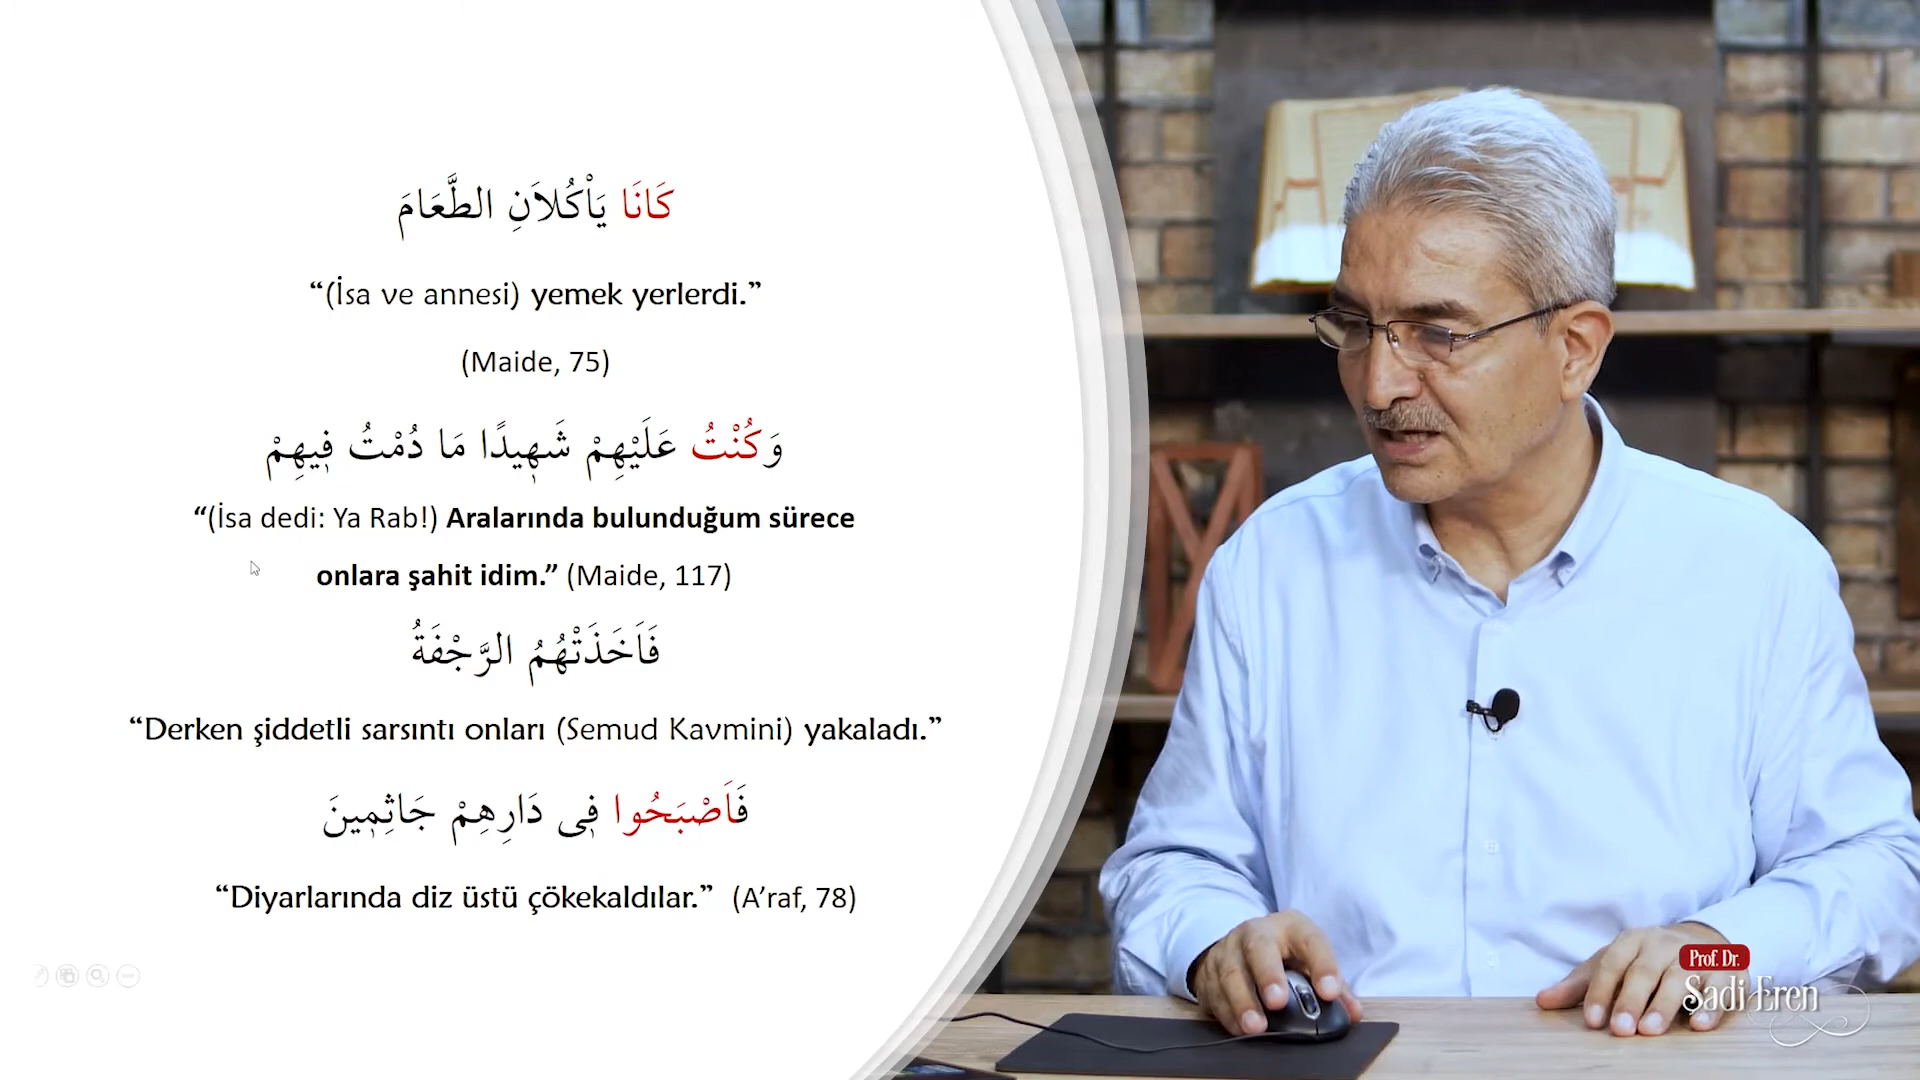 كَانَا يَاْكُلاَنِ الطَّعَامَ
“(İsa ve annesi) yemek yerlerdi.”
(Maide, 75)
وَكُنْتُ عَلَيْهِمْ شَهٖيدًا مَا دُمْتُ فٖيهِمْ
“(İsa dedi: Ya Rab!) Aralarında bulunduğum sürece
onlara şahit idim.” (Maide, 117)
فَاَخَذَتْهُمُ الرَّجْفَةُ
“Derken şiddetli sarsıntı onları (Semud Kavmini) yakaladı.”
فَاَصْبَحُوا فٖى دَارِهِمْ جَاثِمٖينَ
“Diyarlarında diz üstü çökekaldılar.” (A’raf, 78)
Prof. Dr.
Şadi Eren